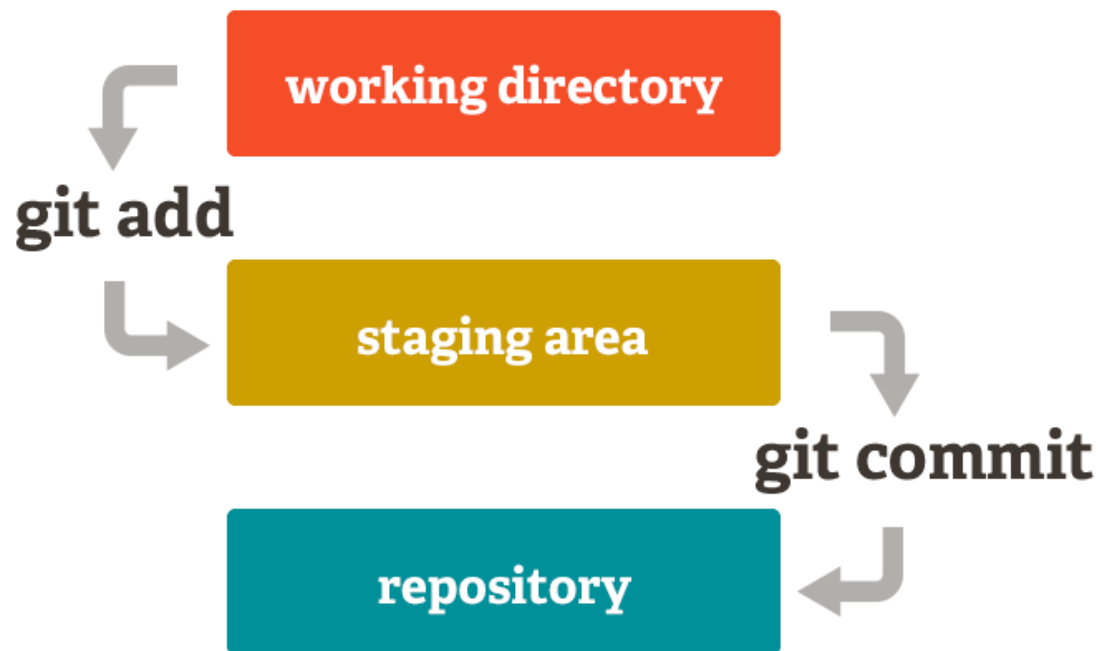 working directory
git add
staging area
git commit
repository